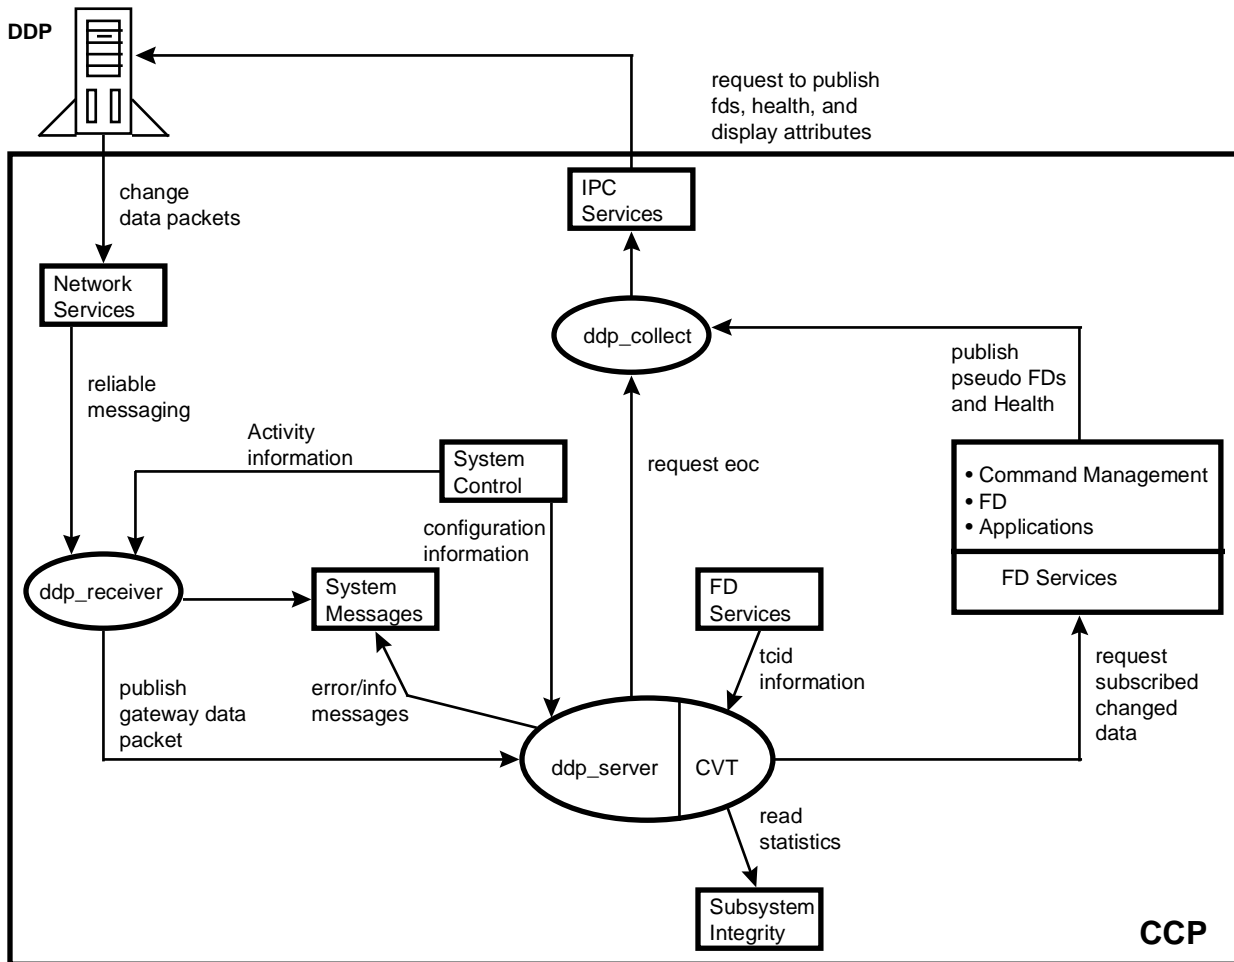 DDP
request to publish
fds, health, and
display attributes
change
data packets
IPC
Services
Network
Services
ddp_collect
publish
pseudo FDs
and Health
reliable
messaging
Activity
information
System
Control
request eoc
• Command Management
• FD
• Applications
FD Services
configuration
information
ddp_receiver
System
Messages
FD
Services
tcid
information
request
subscribed
changed
data
publish
gateway data
packet
error/info
messages
ddp_server
CVT
read
statistics
Subsystem
Integrity
CCP